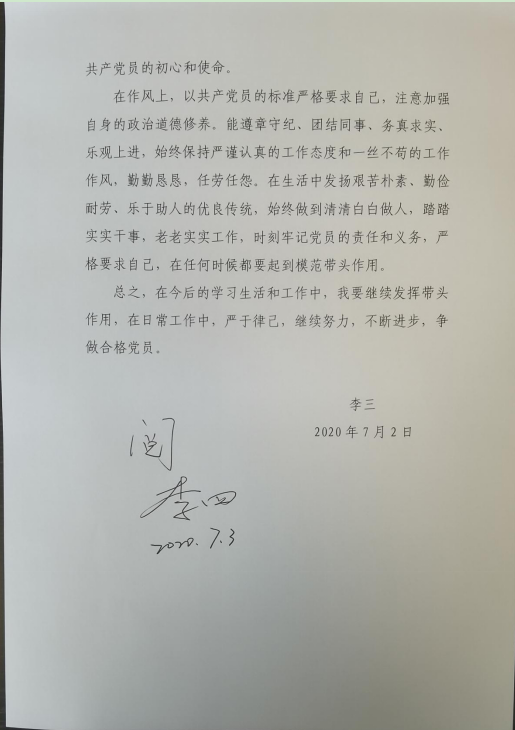 共产党员的初心和使命。
在作风上，以共产党员的标准严格要求自己，注意加强
自身的政治道德修养。能遵章守纪、团结同事、务真求实、
乐观上进，始终保持严谨认真的工作态度和一丝不苟的工作
作风，勤勤恳恳，任劳任怨。在生活中发扬艰苦朴素、勤俭
耐劳、乐于助人的优良传统，始终做到清清白白做人，踏踏
实实干事，老老实实工作，时刻牢记党员的责任和义务，严
格要求自己，在任何时候都要起到模范带头作用。
总之，在今后的学习生活和工作中，我要继续发挥带头
作用，在日常工作中，严于律己，继续努力，不断进步，争
做合格党员。
李三
2020年7月2日
阅
李四
2020.7.3